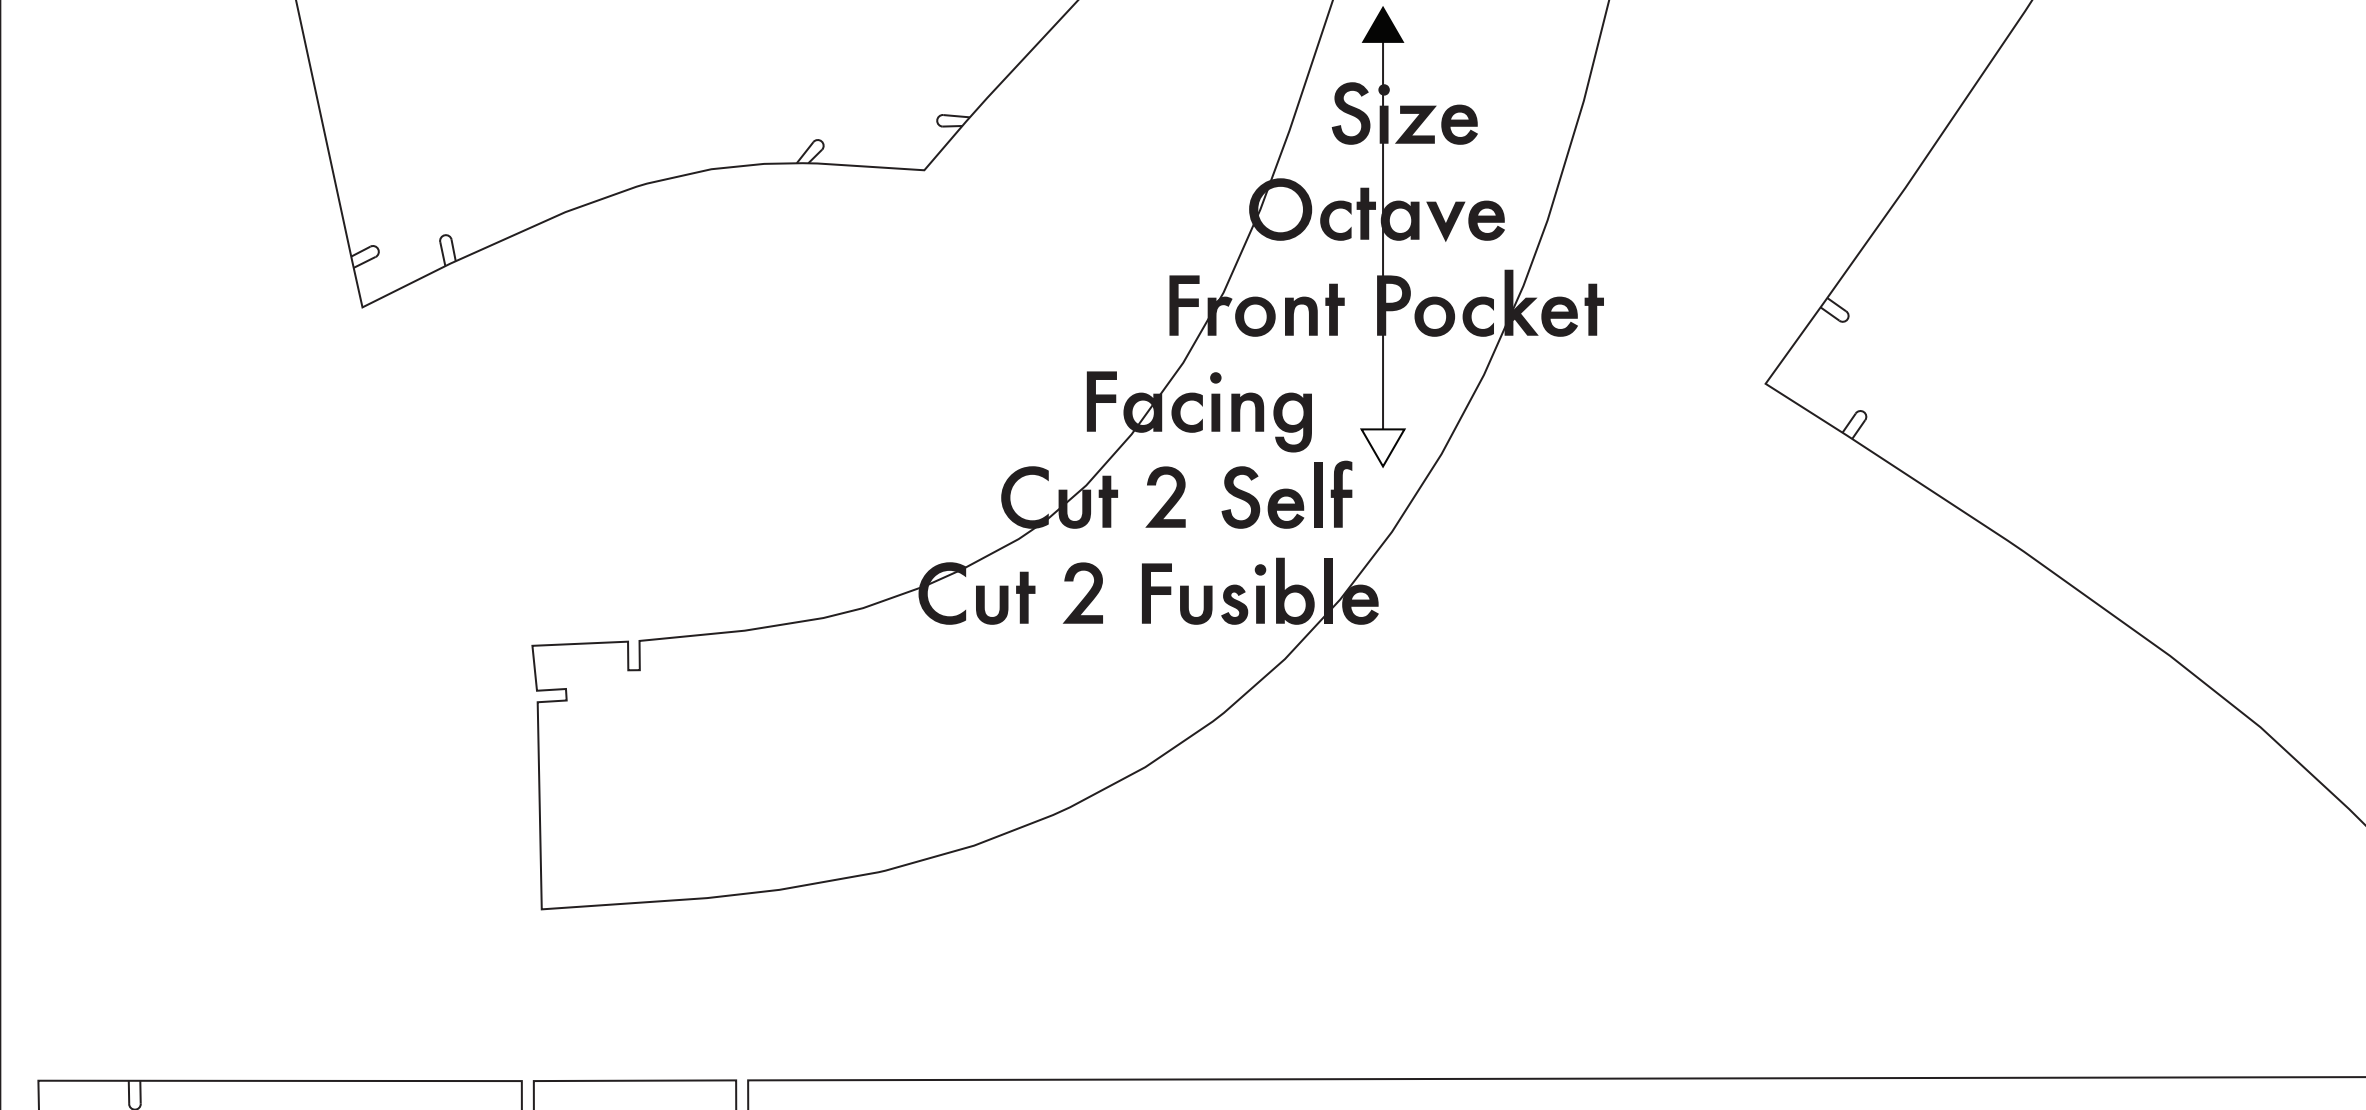 Size
Octave
Front Pocket
Facing
Cut 2 Self
Cut 2 Fusible